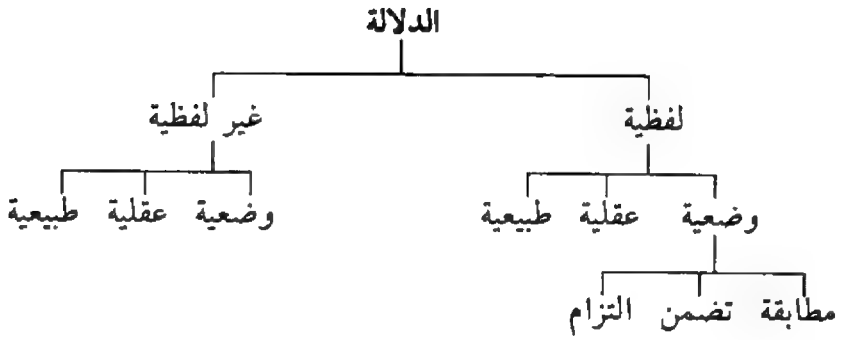 الدلالة
لفظية غير لفظية
وضعية عقلية طبيعية وضعية عقلية طبيعية
مطابقة تضمن التزام